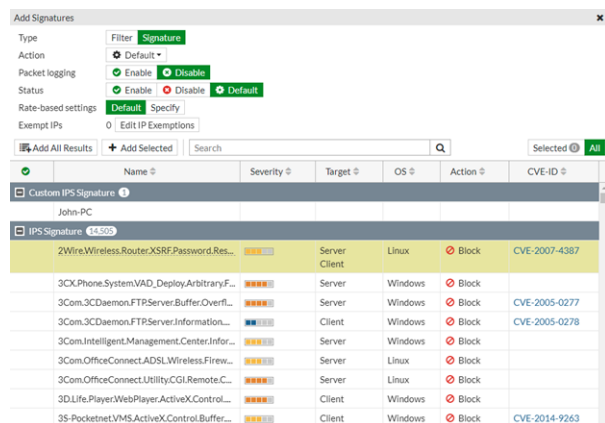 Add Signatures
Type Filter Signature
Action Default
Packet logging Enable Disable
Status Enable Disable Default
Rate-based settings Default Specify
Exempt IPs 0 Edit IP Exemptions
Add All Results Add Selected Search Selected 0 All
Name Severity Target OS Action CVE-ID
Custom IPS Signature 1
John-PC
IPS Signature 14,505
2Wire.Wireless.Router.XSRF.Password.Res... Server Linux Block CVE-2007-4387
Client
3CX.Phone.System.VAD_Deploy.Arbitrary.F... Server Windows Block
3Com.3CDaemon.FTP.Server.Buffer.Overfl... Server Windows Block CVE-2005-0277
3Com.3CDaemon.FTP.Server.Information.... Client Windows Block CVE-2005-0278
3Com.Intelligent.Management.Center.Infor... Server Windows Block
3Com.OfficeConnect.ADSL.Wireless.Firew... Server Linux Block
3Com.OfficeConnect.Utility.CGI.Remote.C... Server Linux Block
3D.Life.Player.WebPlayer.ActiveX.Control.... Client Windows Block
3S-Pocketnet.VMS.ActiveX.Control.Buffer.... Client Windows Block CVE-2014-9263